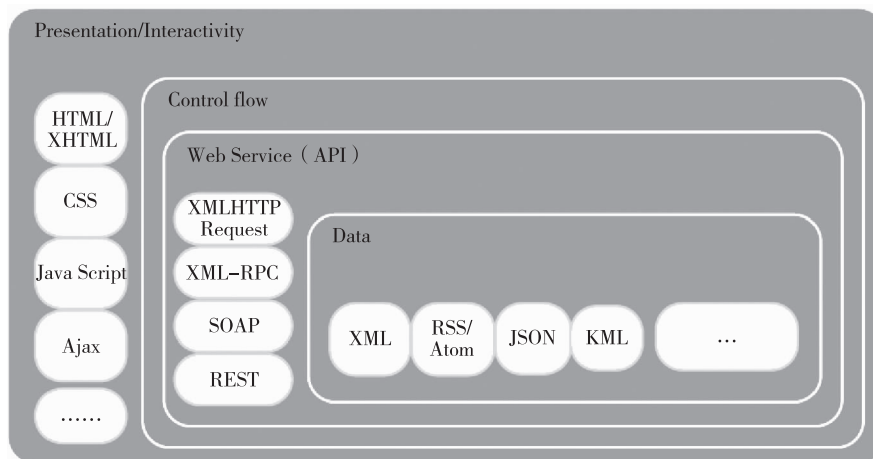 Presentation/Interactivity
HTML/
XHTML
CSS
Java Script
Ajax
……
Control flow
Web Service（API）
XMLHTTP
Request
XML–RPC
SOAP
REST
Data
XML
RSS/
Atom
JSON
KML
…